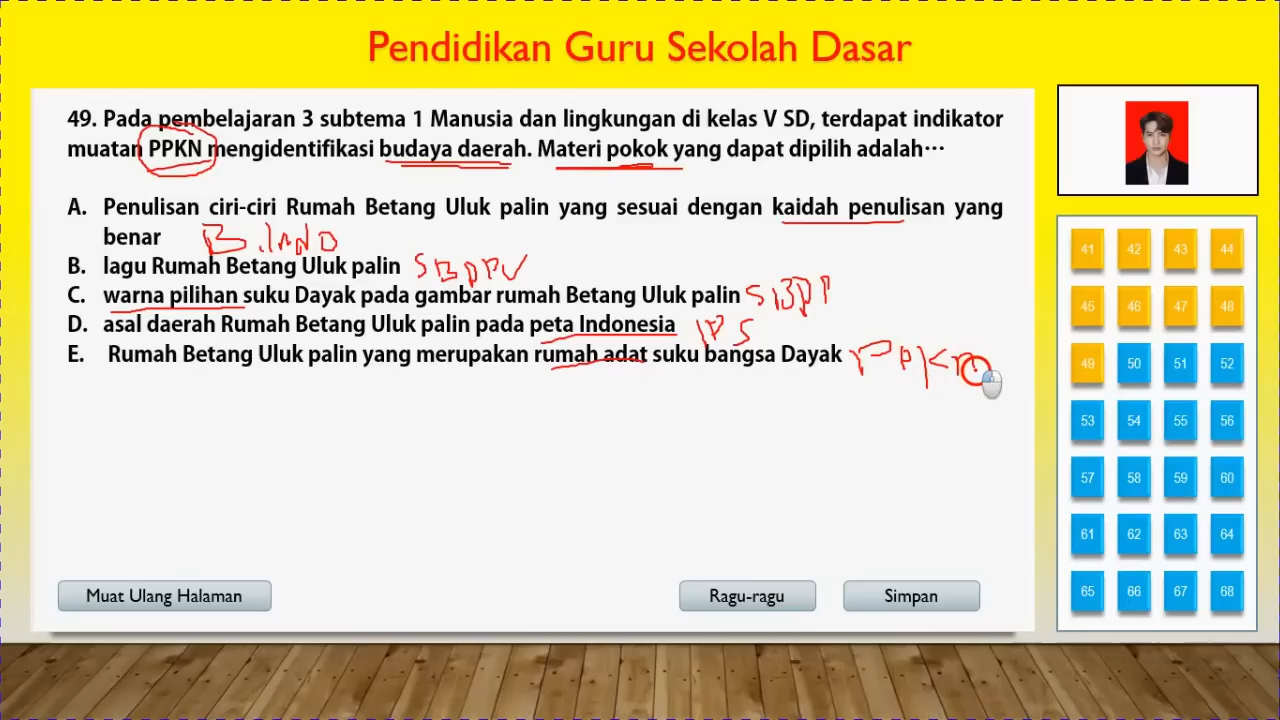 Pendidikan Guru Sekolah Dasar
49. Pada pembelajaran 3 subtema 1 Manusia dan lingkungan di kelas V SD, terdapat indikator
muatan PPKN mengidentifikasi budaya daerah. Materi pokok yang dapat dipilih adalah…
A. Penulisan ciri-ciri Rumah Betang Uluk palin yang sesuai dengan kaidah penulisan yang
benar B.INDO
B. lagu Rumah Betang Uluk palin
C. warna pilihan suku Dayak pada gambar rumah Betang Uluk palin SBDP
D. asal daerah Rumah Betang Uluk palin pada peta Indonesia IPS
E. Rumah Betang Uluk palin yang merupakan rumah adat suku bangsa Dayak PPKn
Muat Ulang Halaman
Ragu-ragu
Simpan
41 42 43 44
45 46 47 48
49 50 51 52
53 54 55 56
57 58 59 60
61 62 63 64
65 66 67 68